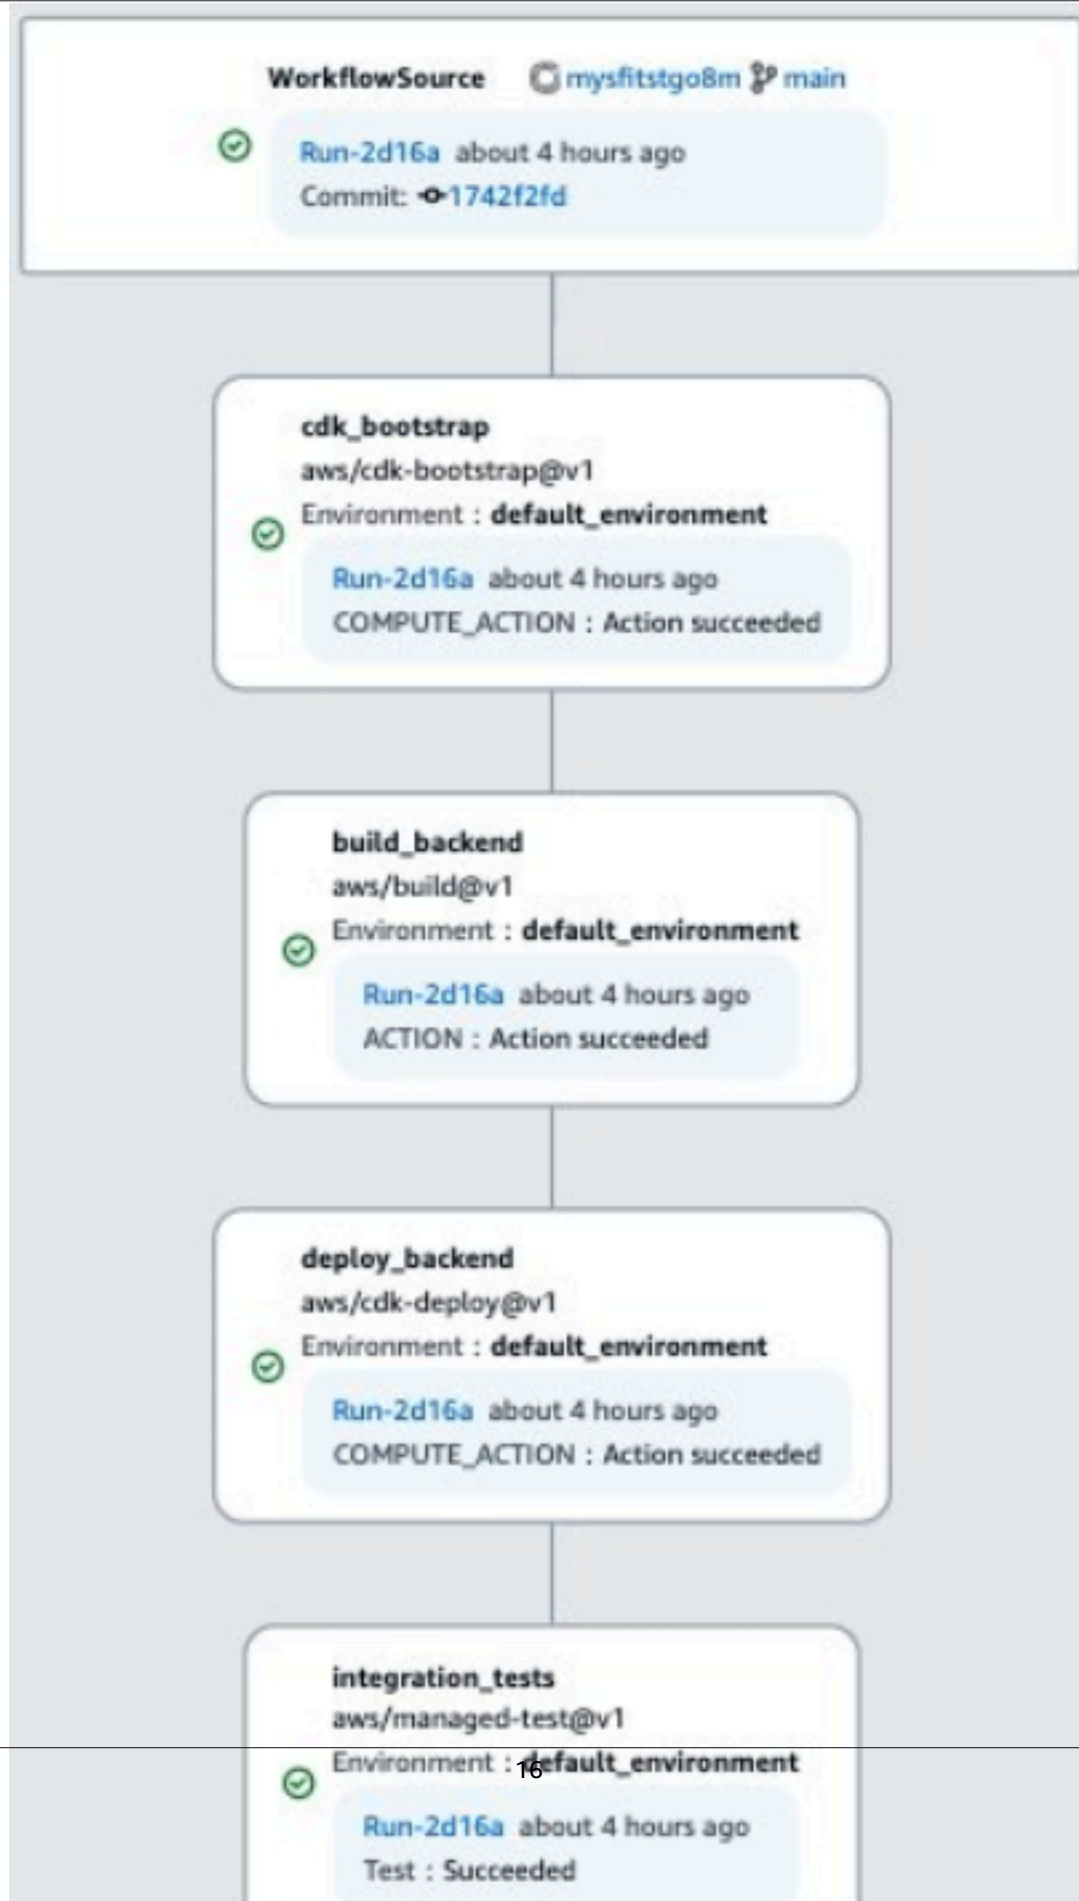 WorkflowSource mysfitstgo8m main
Run-2d16a about 4 hours ago
Commit: 1742f2fd
cdk_bootstrap
aws/cdk-bootstrap@v1
Environment : default_environment
Run-2d16a about 4 hours ago
COMPUTE_ACTION : Action succeeded
build_backend
aws/build@v1
Environment : default_environment
Run-2d16a about 4 hours ago
ACTION : Action succeeded
deploy_backend
aws/cdk-deploy@v1
Environment : default_environment
Run-2d16a about 4 hours ago
COMPUTE_ACTION : Action succeeded
integration_tests
aws/managed-test@v1
Environment : default_environment
16
Run-2d16a about 4 hours ago
Test : Succeeded